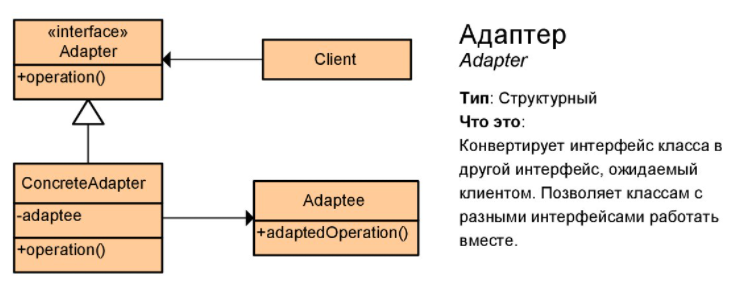 «interface»
Adapter
+operation()
Client
ConcreteAdapter
-adaptee
+operation()
Adaptee
+adaptedOperation()
Адаптер
Adapter
Тип: Структурный
Что это:
Конвертирует интерфейс класса в
другой интерфейс, ожидаемый
клиентом. Позволяет классам с
разными интерфейсами работать
вместе.